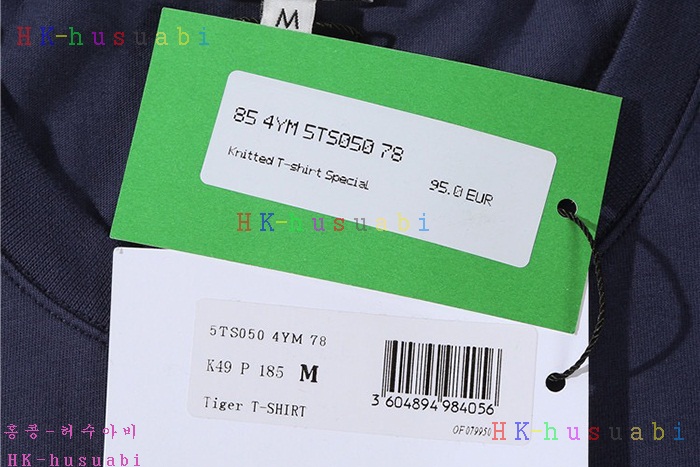 M
HK-husuabi
85 4YM 5TS050 78
Knitted T-shirt Special
95.0 EUR
HK-husuabi
5TS050 4YM 78
K49 P 185 M
Tiger T-SHIRT
3 604894 984056
OF079950
HK-husuabi
홍콩-허수아비
HK-husuabi